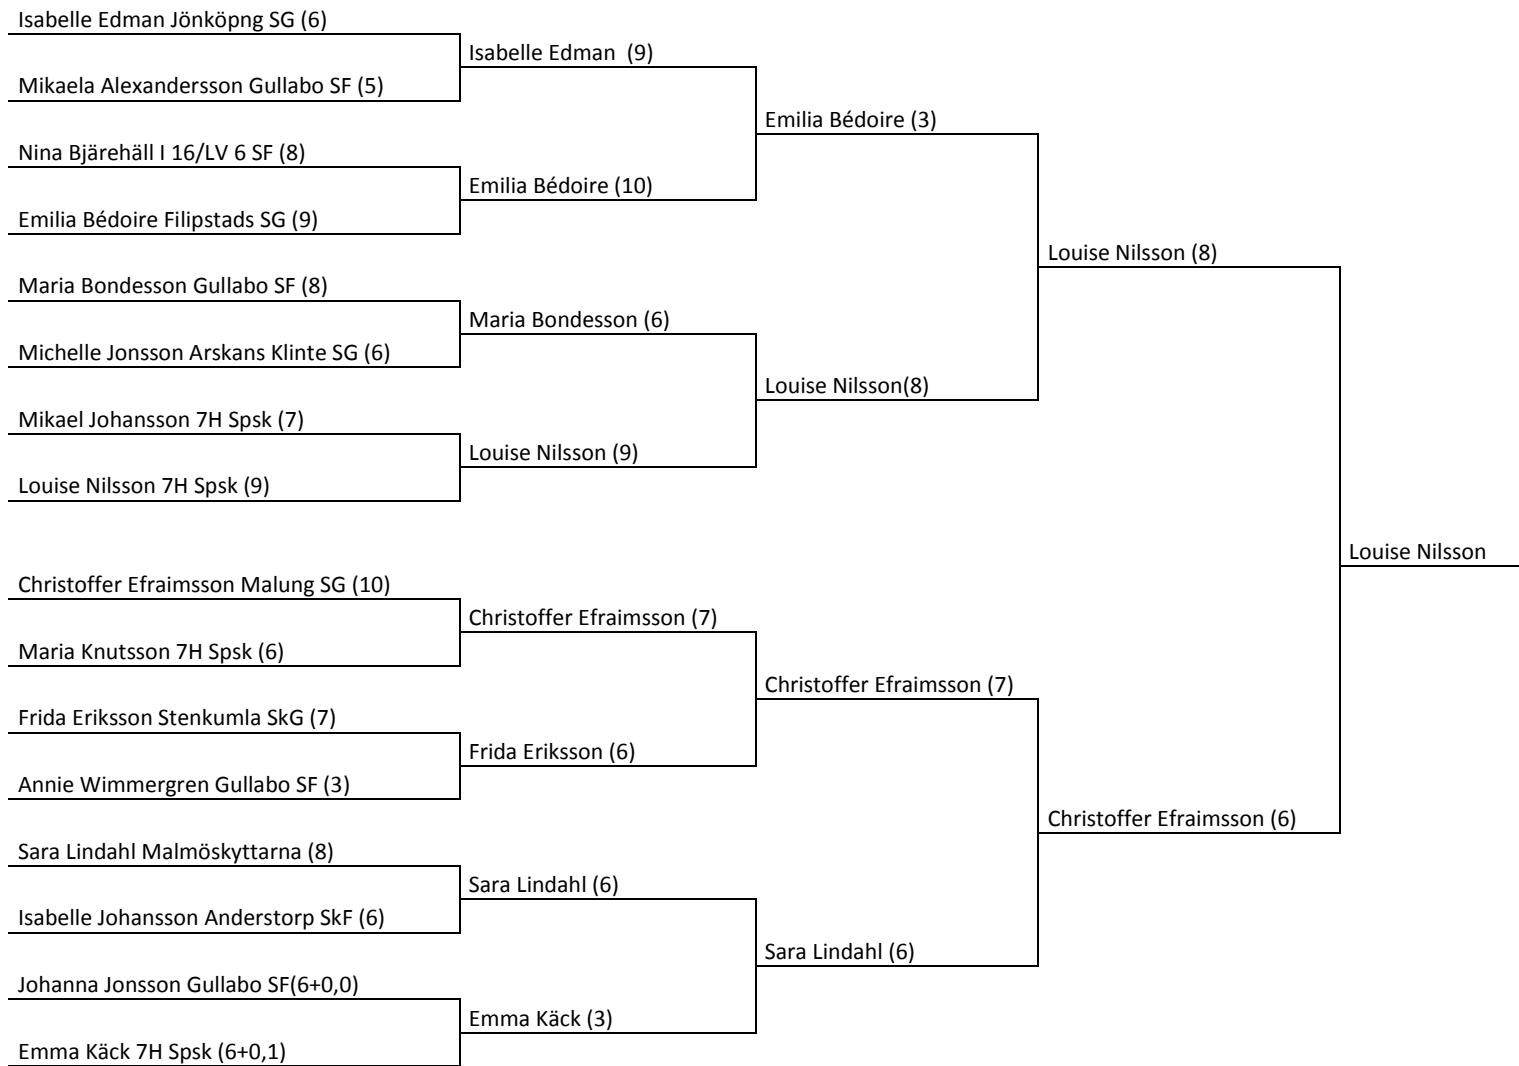 Isabelle Edman Jönköpng SG (6)
Isabelle Edman  (9)
Mikaela Alexandersson Gullabo SF (5)
Emilia Bédoire (3)
Nina Bjärehäll I 16/LV 6 SF (8)
Emilia Bédoire (10)
Emilia Bédoire Filipstads SG (9)
Louise Nilsson (8)
Maria Bondesson Gullabo SF (8)
Maria Bondesson (6)
Michelle Jonsson Arskans Klinte SG (6)
Louise Nilsson(8)
Mikael Johansson 7H Spsk (7)
Louise Nilsson (9)
Louise Nilsson 7H Spsk (9)
Louise Nilsson
Christoffer Efraimsson Malung SG (10)
Christoffer Efraimsson (7)
Maria Knutsson 7H Spsk (6)
Christoffer Efraimsson (7)
Frida Eriksson Stenkumla SkG (7)
Frida Eriksson (6)
Annie Wimmergren Gullabo SF (3)
Christoffer Efraimsson (6)
Sara Lindahl Malmöskyttarna (8)
Sara Lindahl (6)
Isabelle Johansson Anderstorp SkF (6)
Sara Lindahl (6)
Johanna Jonsson Gullabo SF(6+0,0)
Emma Käck (3)
Emma Käck 7H Spsk (6+0,1)